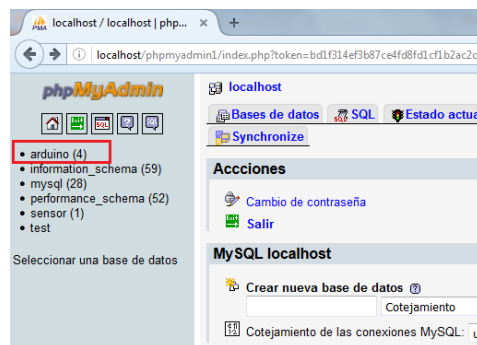 localhost / localhost | php...
localhost/phpmyadmin1/index.php?token=bd1f314ef3b87ce4fd8fd1cf1b2ac2c
phpMyAdmin
arduino (4)
information_schema (59)
mysql (28)
performance_schema (52)
sensor (1)
test
Seleccionar una base de datos
localhost
Bases de datos SQL Estado actua
Synchronize
Accciones
Cambio de contraseña
Salir
MySQL localhost
Crear nueva base de datos
Cotejamiento
Cotejamiento de las conexiones MySQL: u